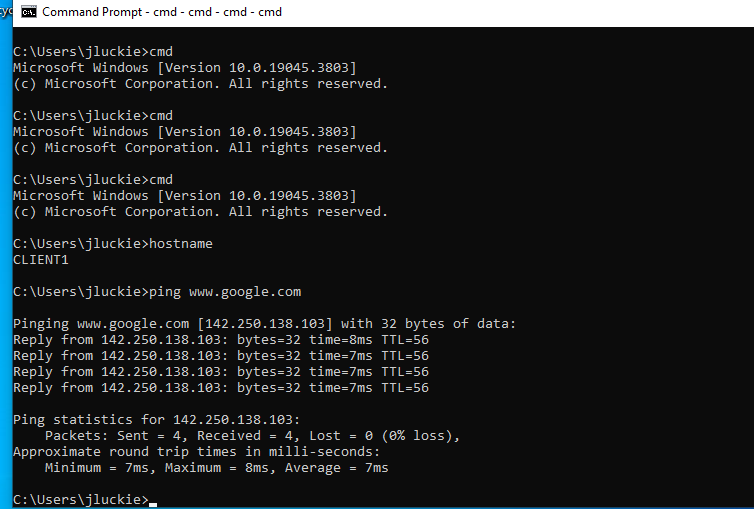 Command Prompt - cmd - cmd - cmd - cmd
C:\Users\jluckie>cmd
Microsoft Windows [Version 10.0.19045.3803]
(c) Microsoft Corporation. All rights reserved.
C:\Users\jluckie>cmd
Microsoft Windows [Version 10.0.19045.3803]
(c) Microsoft Corporation. All rights reserved.
C:\Users\jluckie>cmd
Microsoft Windows [Version 10.0.19045.3803]
(c) Microsoft Corporation. All rights reserved.
C:\Users\jluckie>hostname
CLIENT1
C:\Users\jluckie>ping www.google.com
Pinging www.google.com [142.250.138.103] with 32 bytes of data:
Reply from 142.250.138.103: bytes=32 time=8ms TTL=56
Reply from 142.250.138.103: bytes=32 time=7ms TTL=56
Reply from 142.250.138.103: bytes=32 time=7ms TTL=56
Reply from 142.250.138.103: bytes=32 time=7ms TTL=56
Ping statistics for 142.250.138.103:
    Packets: Sent = 4, Received = 4, Lost = 0 (0% loss),
Approximate round trip times in milli-seconds:
    Minimum = 7ms, Maximum = 8ms, Average = 7ms
C:\Users\jluckie>